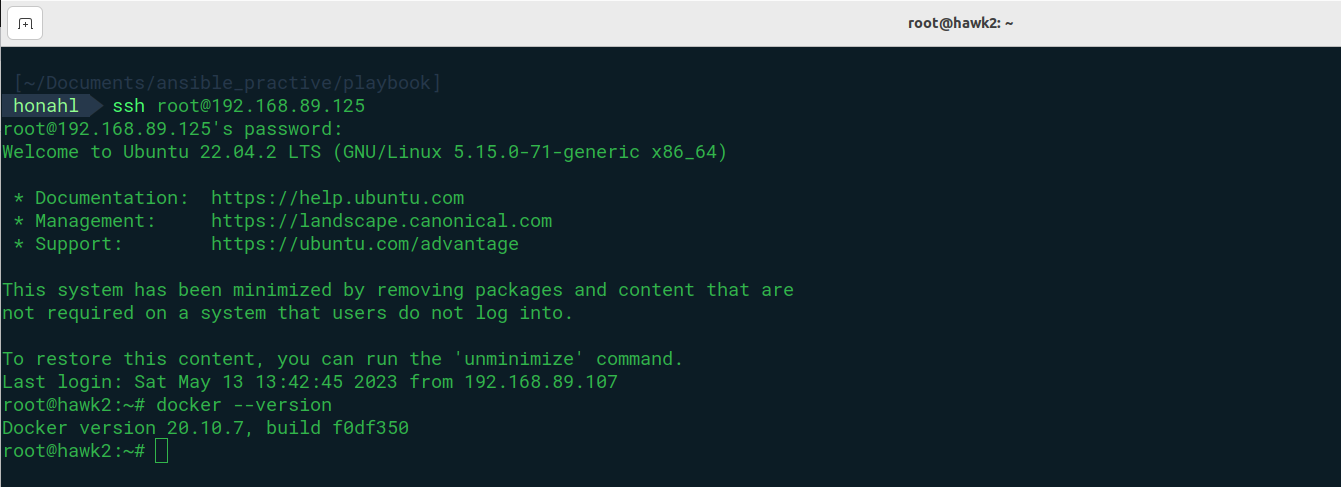 root@hawk2: ~
[~/Documents/ansible_practive/playbook]
honahl ssh root@192.168.89.125
root@192.168.89.125's password:
Welcome to Ubuntu 22.04.2 LTS (GNU/Linux 5.15.0-71-generic x86_64)
* Documentation:  https://help.ubuntu.com
* Management:     https://landscape.canonical.com
* Support:        https://ubuntu.com/advantage
This system has been minimized by removing packages and content that are
not required on a system that users do not log into.
To restore this content, you can run the 'unminimize' command.
Last login: Sat May 13 13:42:45 2023 from 192.168.89.107
root@hawk2:~# docker --version
Docker version 20.10.7, build f0df350
root@hawk2:~#